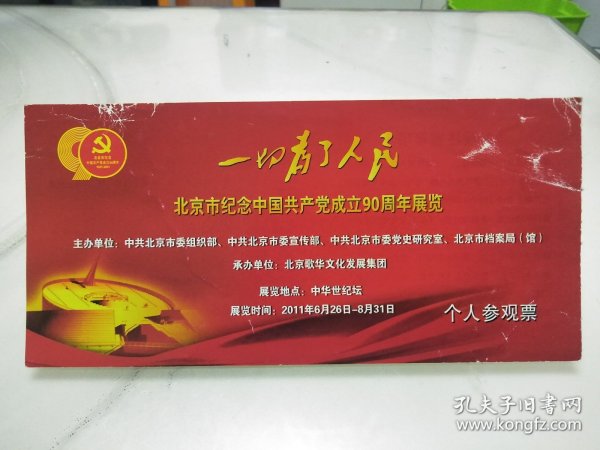 一切为了人民
北京市纪念中国共产党成立90周年展览
主办单位：中共北京市委组织部、中共北京市委宣传部、中共北京市委党史研究室、北京市档案局（馆）
承办单位：北京歌华文化发展集团
展览地点：中华世纪坛
展览时间：2011年6月26日-8月31日
个人参观票
孔夫子旧书网
www.kongfz.com